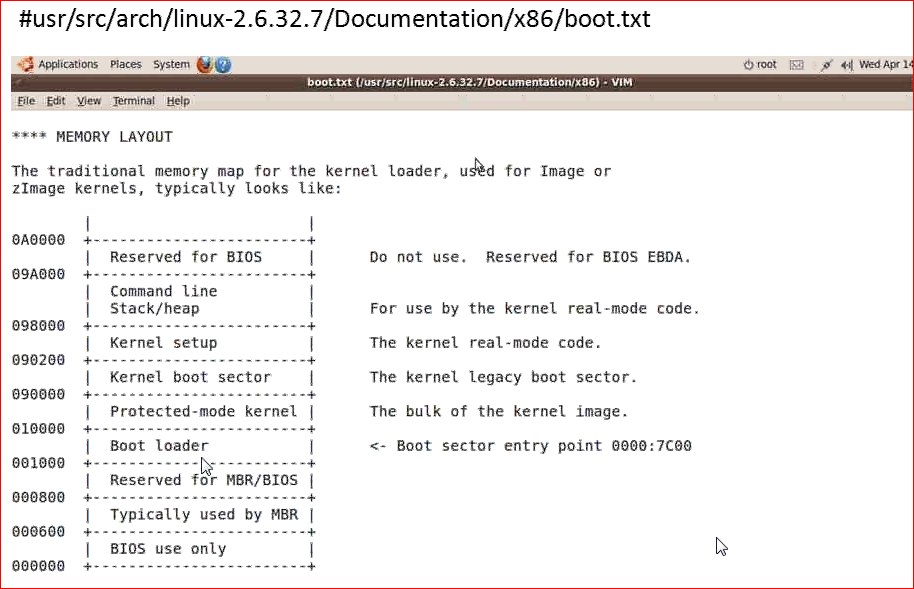 #usr/src/arch/linux-2.6.32.7/Documentation/x86/boot.txt
Applications Places System ? root Wed Apr 14
boot.txt (/usr/src/linux-2.6.32.7/Documentation/x86) - VIM
File Edit View Terminal Help
**** MEMORY LAYOUT
The traditional memory map for the kernel loader, used for Image or
zImage kernels, typically looks like:
        |                         |
0A0000  +-------------------------+
        |  Reserved for BIOS      |      Do not use.  Reserved for BIOS EBDA.
09A000  +-------------------------+
        |  Command line           |
        |  Stack/heap             |      For use by the kernel real-mode code.
098000  +-------------------------+
        |  Kernel setup           |      The kernel real-mode code.
090200  +-------------------------+
        |  Kernel boot sector     |      The kernel legacy boot sector.
090000  +-------------------------+
        |  Protected-mode kernel  |      The bulk of the kernel image.
010000  +-------------------------+
        |  Boot loader            |      <- Boot sector entry point 0000:7C00
001000  +-------------------------+
        |  Reserved for MBR/BIOS  |
000800  +-------------------------+
        |  Typically used by MBR  |
000600  +-------------------------+
        |  BIOS use only          |
000000  +-------------------------+